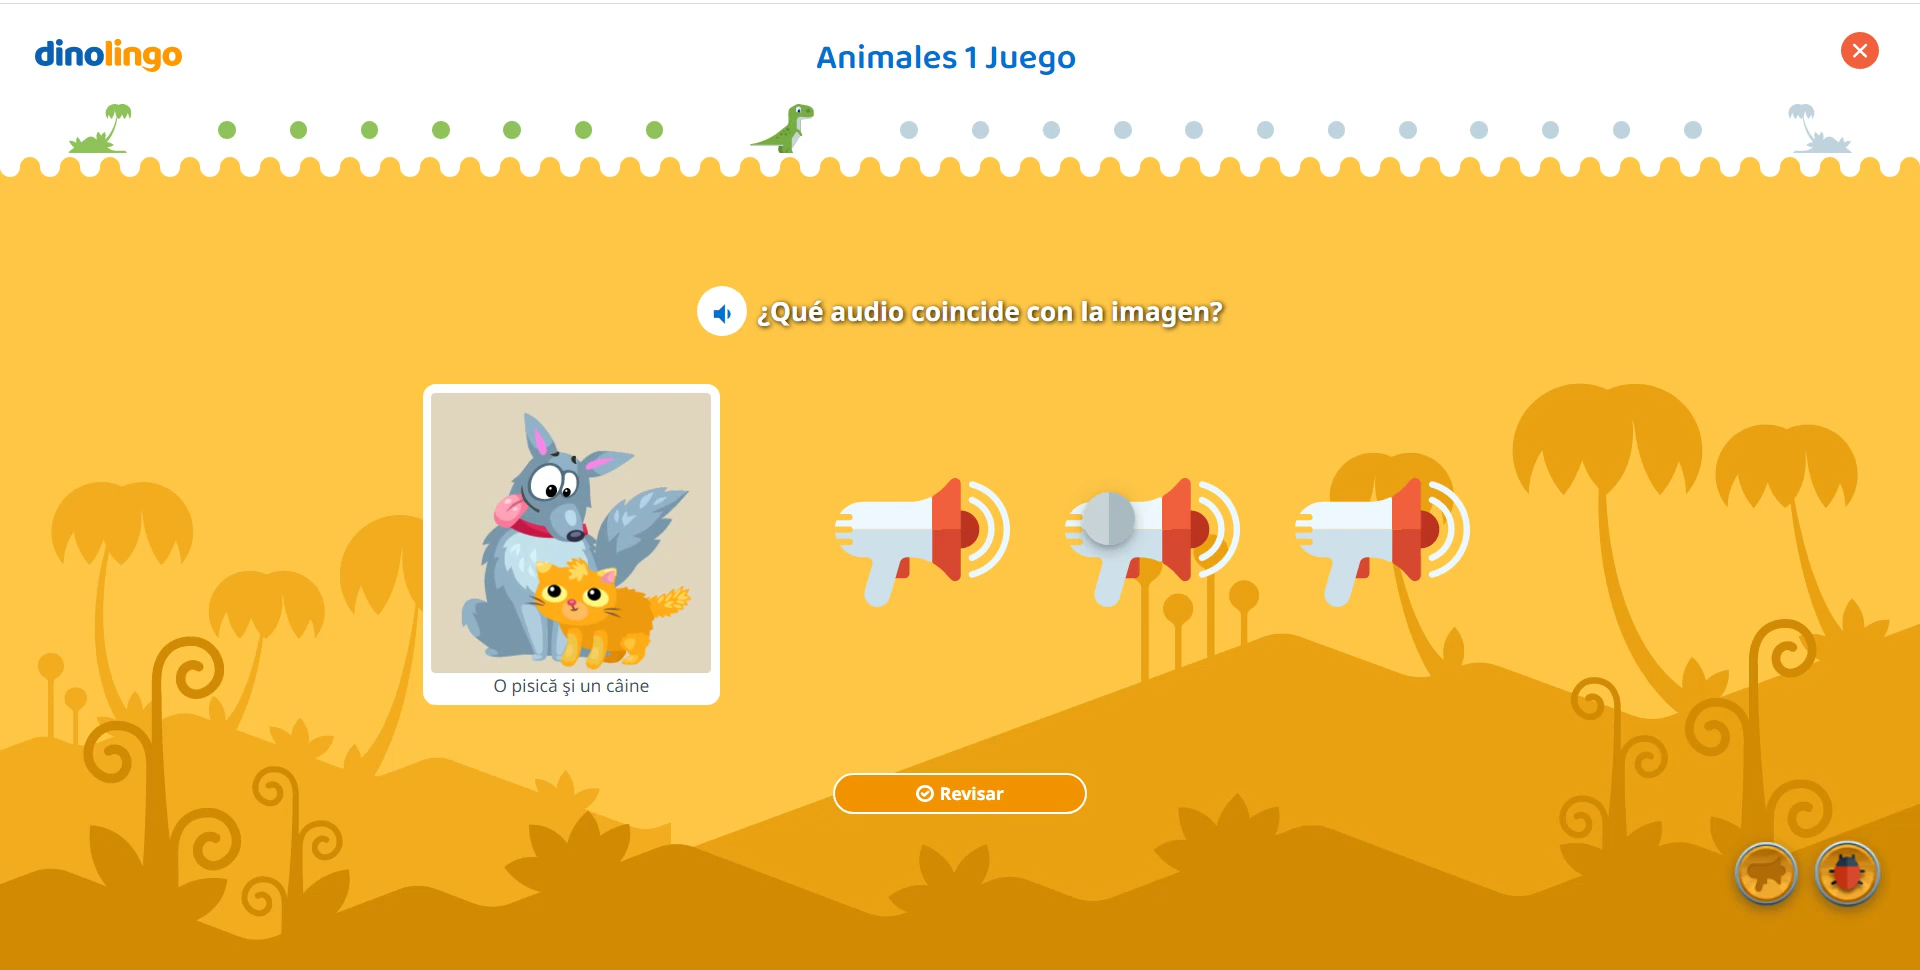 dinolingo
Animales 1 Juego
¿Qué audio coincide con la imagen?
O pisică şi un câine
Revisar